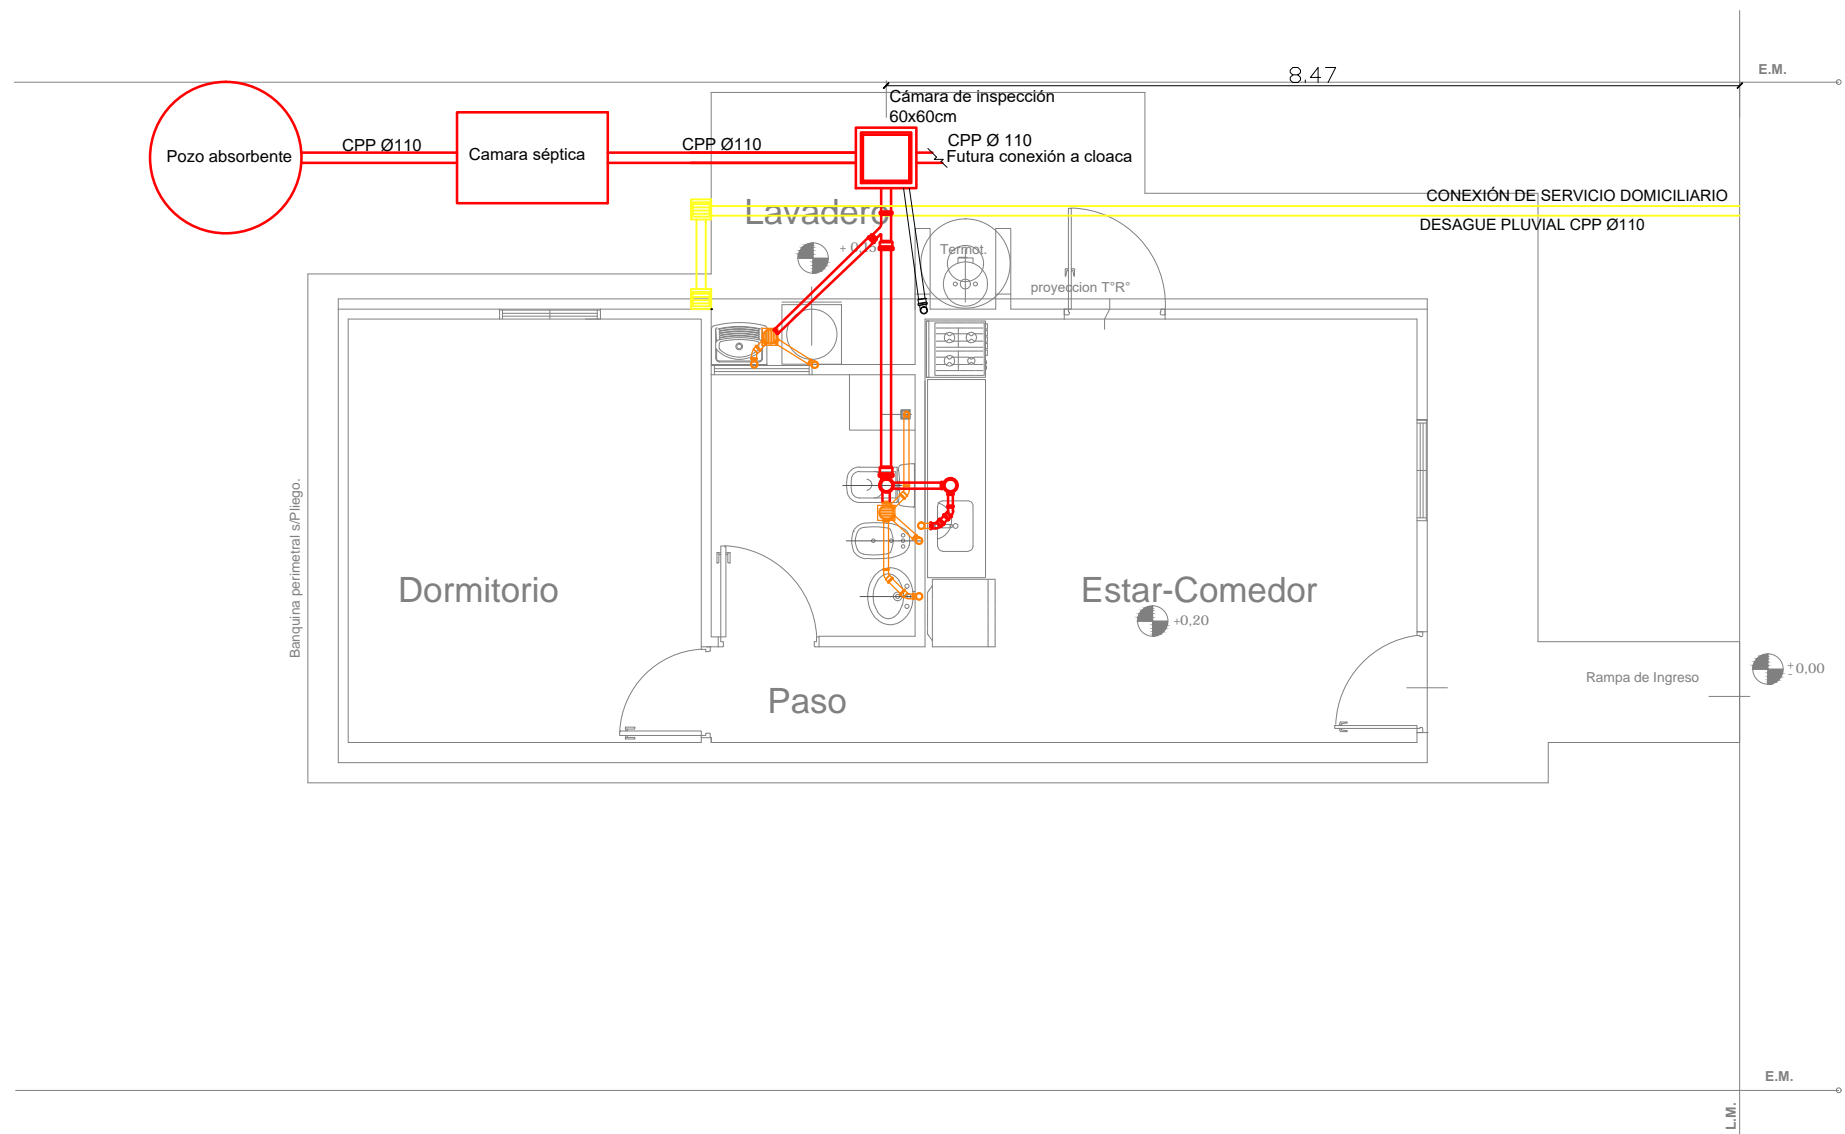 8.47
E.M.
Cámara de inspección
60x60cm
CPP Ø110
CPP Ø110
CPP Ø 110
Futura conexión a cloaca
Pozo absorbente
Camara séptica
CONEXIÓN DE SERVICIO DOMICILIARIO
DESAGUE PLUVIAL CPP Ø110
Lavadero
+ 0,15
Termot.
proyeccion T°R°
Banquina perimetral s/Pliego.
Dormitorio
Estar-Comedor
+0,20
Paso
Rampa de Ingreso
±0,00
E.M.
L.M.